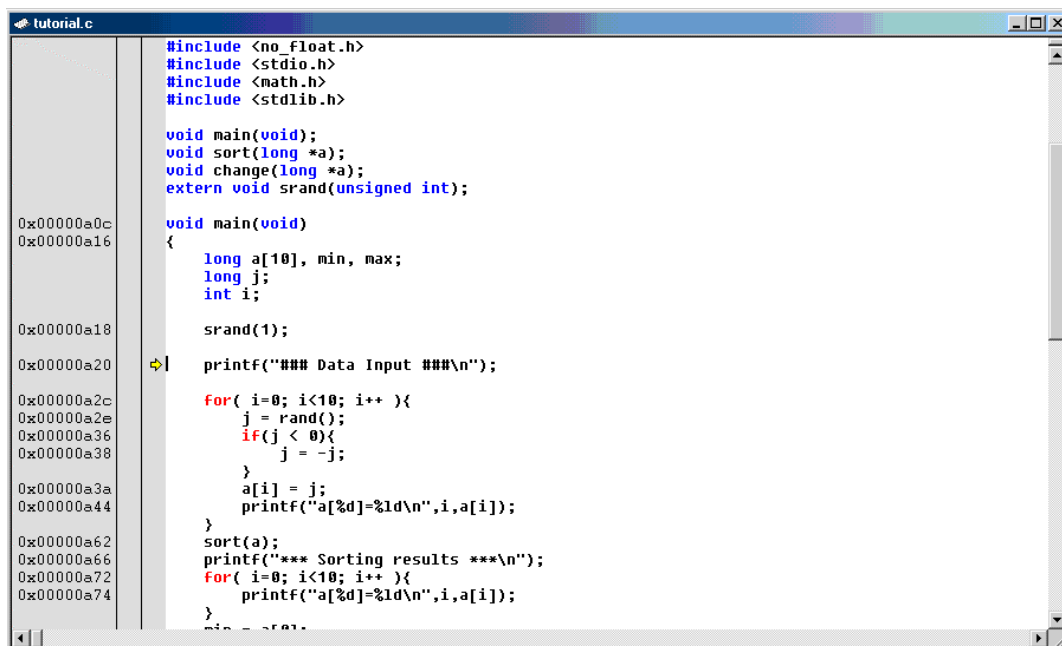 tutorial.c
#include <no_float.h>
#include <stdio.h>
#include <math.h>
#include <stdlib.h>
void main(void);
void sort(long *a);
void change(long *a);
extern void srand(unsigned int);
0x00000a0c void main(void)
0x00000a16 {
long a[10], min, max;
long j;
int i;
0x00000a18 srand(1);
0x00000a20 printf("### Data Input ###\n");
0x00000a2c for( i=0; i<10; i++ ){
0x00000a2e j = rand();
0x00000a36 if(j < 0){
0x00000a38 j = -j;
}
0x00000a3a a[i] = j;
0x00000a44 printf("a[%d]=%ld\n",i,a[i]);
}
0x00000a62 sort(a);
0x00000a66 printf("*** Sorting results ***\n");
0x00000a72 for( i=0; i<10; i++ ){
0x00000a74 printf("a[%d]=%ld\n",i,a[i]);
}
min = a[0];